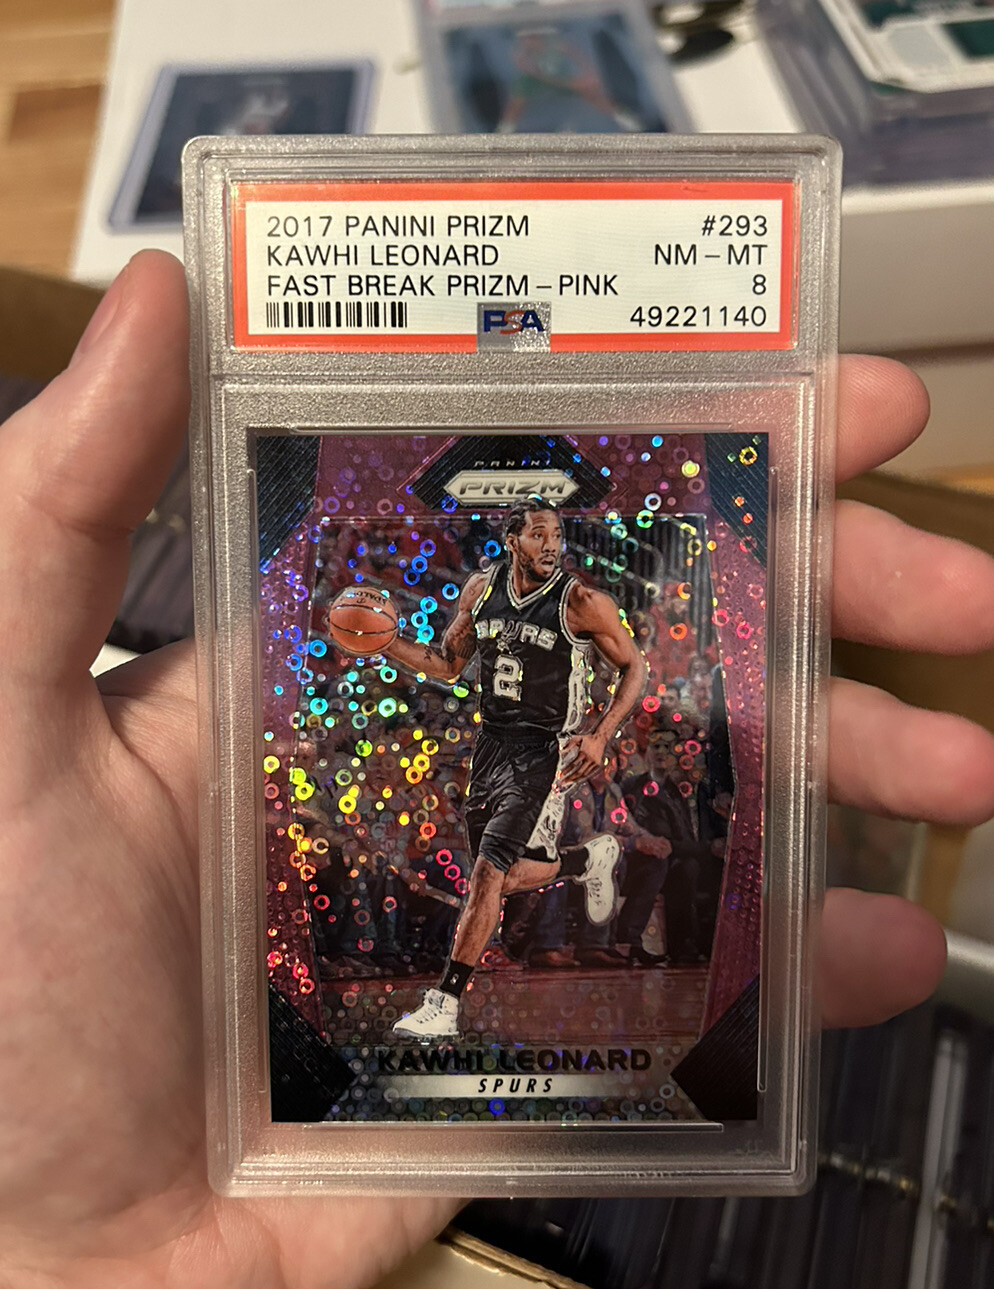 2017 PANINI PRIZM #293
KAWHI LEONARD NM-MT
FAST BREAK PRIZM-PINK 8
PSA 49221140
PANINI
PRIZM
SPALDING
SPURS
2
KAWHI LEONARD
SPURS